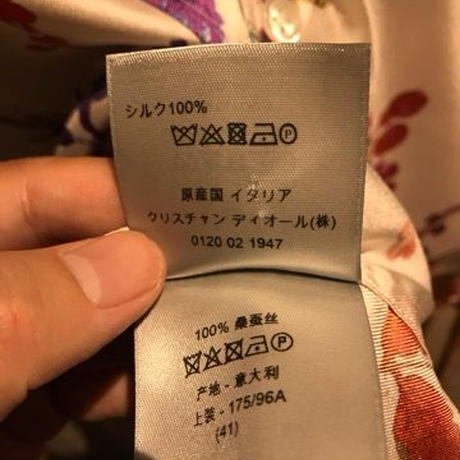 シルク100%
原産国 イタリア
クリスチャン ディオール(株)
0120 02 1947
100% 桑蚕丝
产地 - 意大利
上装 - 175/96A
(41)